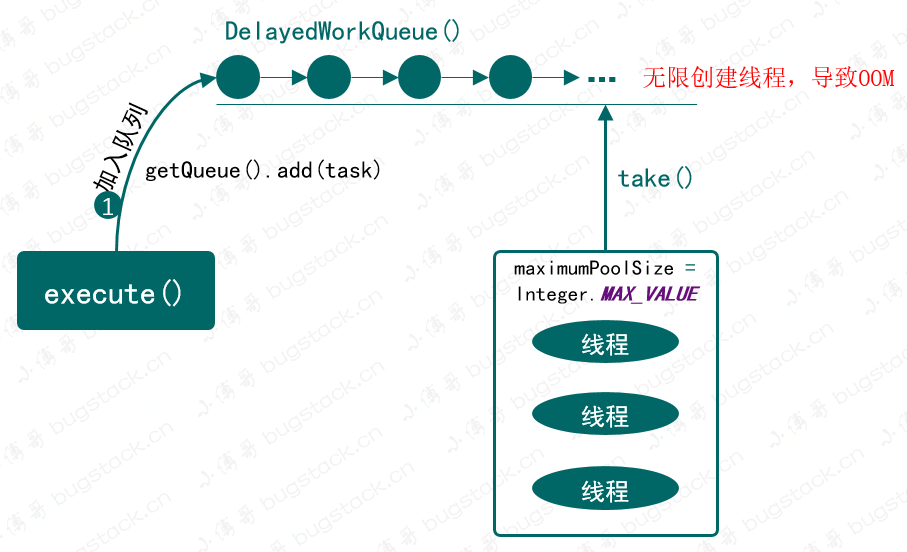 DelayedWorkQueue()
...
无限创建线程，导致OOM
加入队列
getQueue().add(task)
1
take()
execute()
maximumPoolSize =
Integer.MAX_VALUE
线程
线程
线程
小傅哥 bugstack.cn